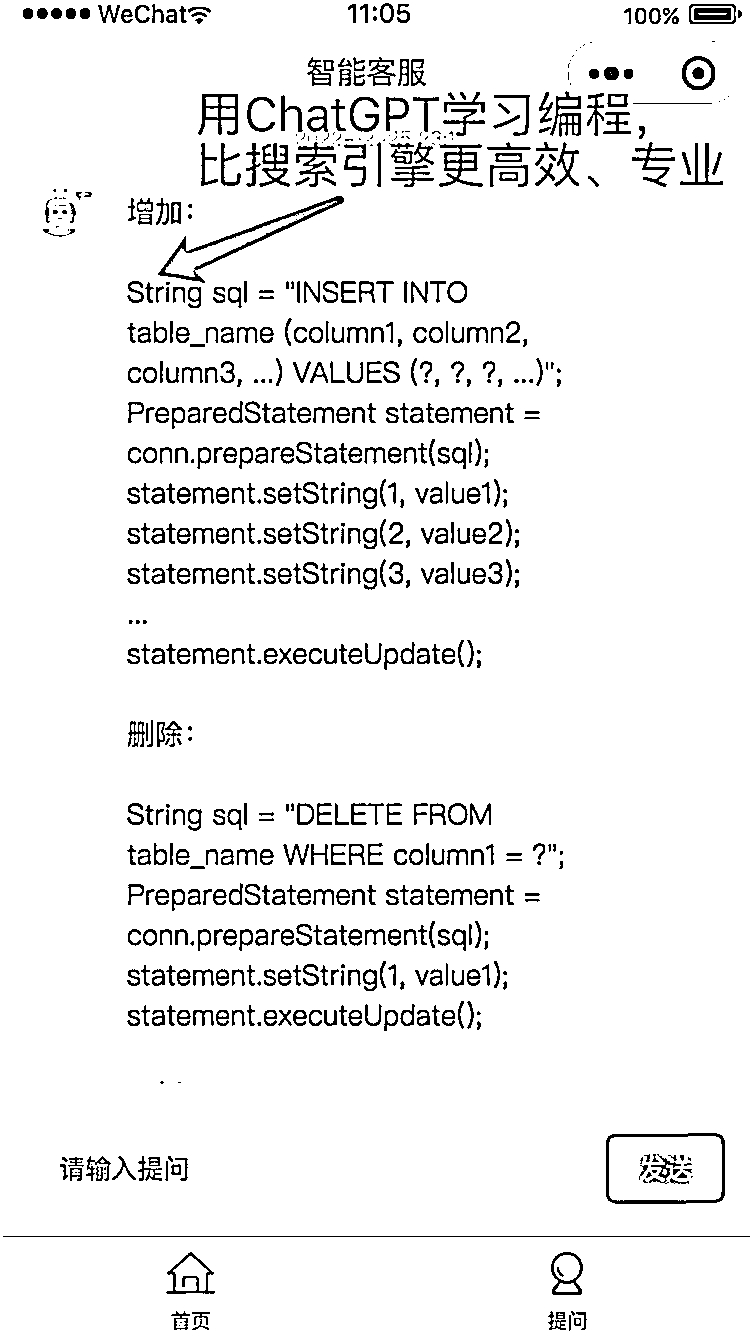 WeChat 11:05 100%
智能客服
用ChatGPT学习编程，
比搜索引擎更高效、专业
增加：
String sql = "INSERT INTO
table_name (column1, column2,
column3, ...) VALUES (?, ?, ?, ...)";
PreparedStatement statement =
conn.prepareStatement(sql);
statement.setString(1, value1);
statement.setString(2, value2);
statement.setString(3, value3);
...
statement.executeUpdate();
删除：
String sql = "DELETE FROM
table_name WHERE column1 = ?";
PreparedStatement statement =
conn.prepareStatement(sql);
statement.setString(1, value1);
statement.executeUpdate();
请输入提问
发送
首页 提问